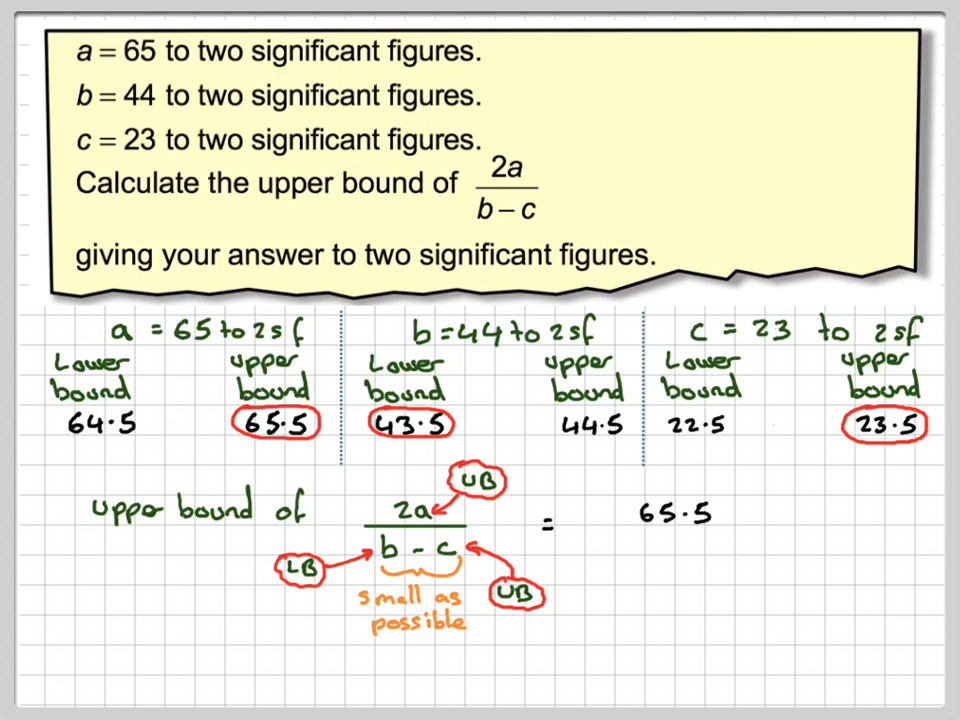 a = 65 to two significant figures.
b = 44 to two significant figures.
c = 23 to two significant figures.
Calculate the upper bound of 2a / b – c
giving your answer to two significant figures.
a = 65 to 2 s f
Lower bound
64.5
upper bound
65.5
b = 44 to 2 s f
Lower bound
43.5
upper bound
44.5
c = 23 to 2 s f
Lower bound
22.5
upper bound
23.5
upper bound of 2a / b - c = 65.5
UB
LB
UB
small as
possible